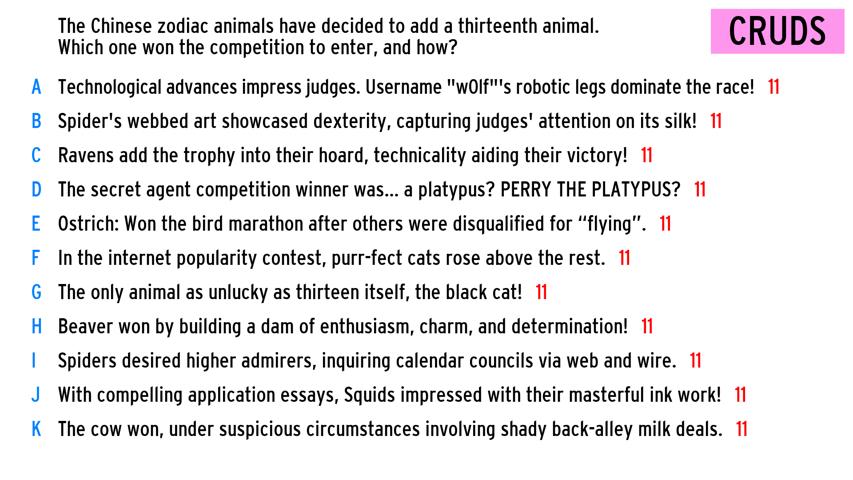 The Chinese zodiac animals have decided to add a thirteenth animal.
Which one won the competition to enter, and how?
CRUDS
A Technological advances impress judges. Username "w0lf"'s robotic legs dominate the race! 11
B Spider's webbed art showcased dexterity, capturing judges' attention on its silk! 11
C Ravens add the trophy into their hoard, technicality aiding their victory! 11
D The secret agent competition winner was... a platypus? PERRY THE PLATYPUS? 11
E Ostrich: Won the bird marathon after others were disqualified for “flying”. 11
F In the internet popularity contest, purr-fect cats rose above the rest. 11
G The only animal as unlucky as thirteen itself, the black cat! 11
H Beaver won by building a dam of enthusiasm, charm, and determination! 11
I Spiders desired higher admirers, inquiring calendar councils via web and wire. 11
J With compelling application essays, Squids impressed with their masterful ink work! 11
K The cow won, under suspicious circumstances involving shady back-alley milk deals. 11